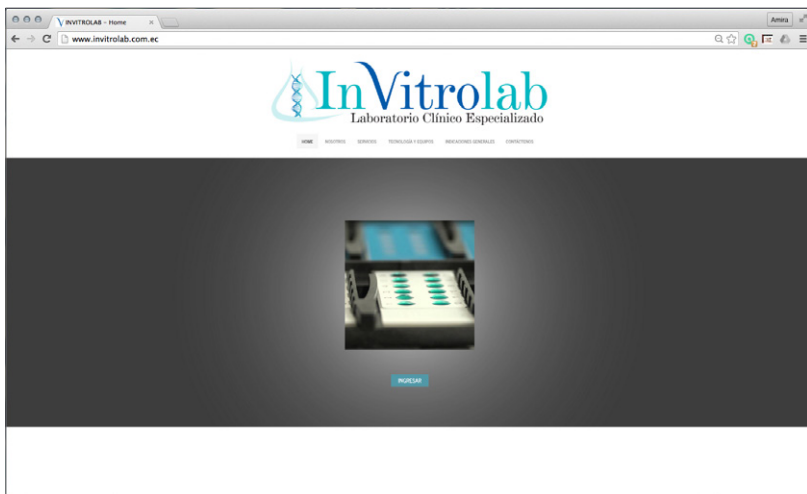 INVITROLAB - Home
Amira
www.invitrolab.com.ec
InVitrolab
Laboratorio Clínico Especializado
HOME NOSOTROS SERVICIOS TECNOLOGÍA Y EQUIPOS INDICACIONES GENERALES CONTÁCTENOS
INGRESAR